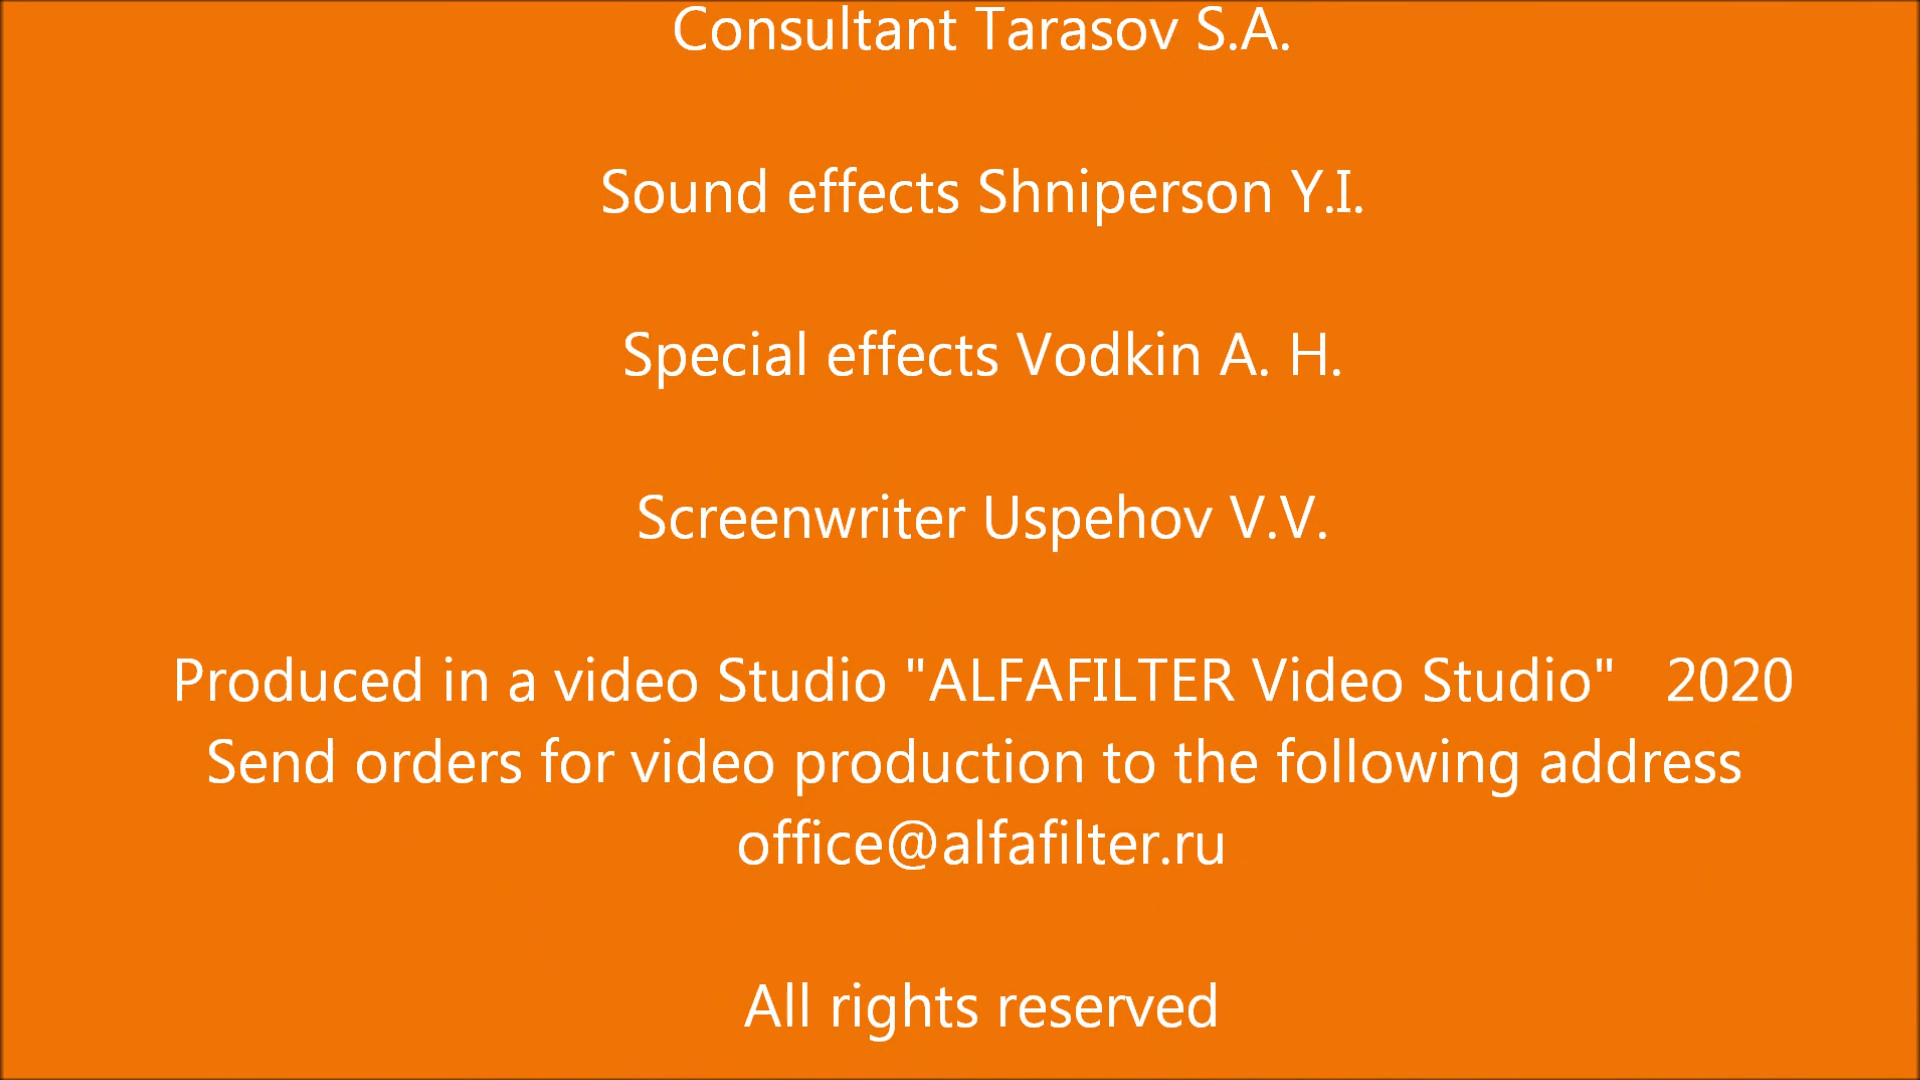 Consultant Tarasov S.A.
Sound effects Shniperson Y.I.
Special effects Vodkin A. H.
Screenwriter Uspehov V.V.
Produced in a video Studio "ALFAFILTER Video Studio"   2020
Send orders for video production to the following address
office@alfafilter.ru
All rights reserved